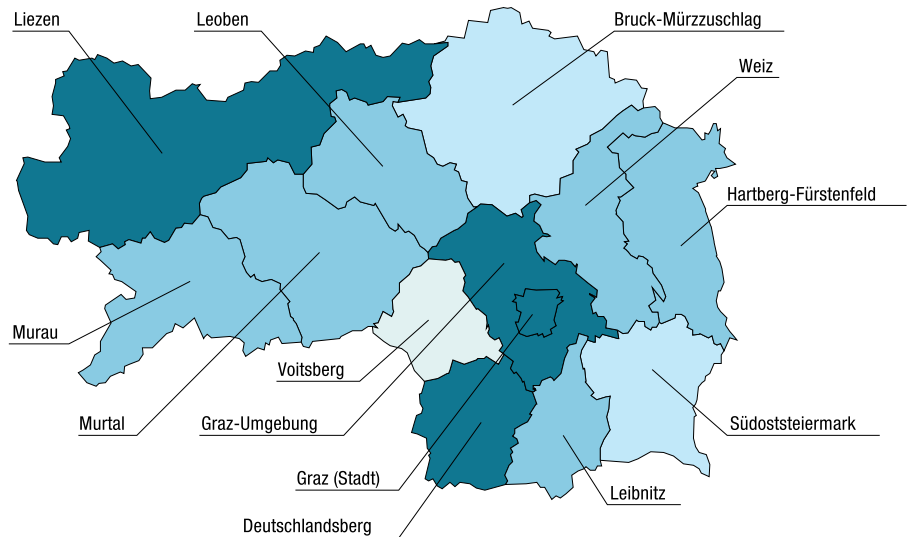 Liezen
Leoben
Bruck-Mürzzuschlag
Weiz
Hartberg-Fürstenfeld
Murau
Voitsberg
Murtal
Graz-Umgebung
Südoststeiermark
Graz (Stadt)
Leibnitz
Deutschlandsberg